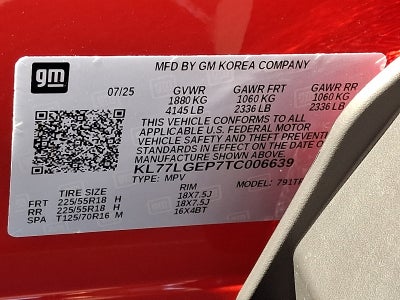 gm
MFD BY GM KOREA COMPANY
07/25 GVWR GAWR FRT GAWR RR
1880 KG 1060 KG 1060 KG
4145 LB 2336 LB 2336 LB
THIS VEHICLE CONFORMS TO ALL
APPLICABLE U.S. FEDERAL MOTOR
VEHICLE SAFETY AND THEFT PREVENTI
STANDARDS IN EFFECT ON THE DATE O
MANUFACTURE SHOWN ABOVE.
KL77LGEP7TC006639
TYPE: MPV MODEL: 791TR
TIRE SIZE RIM
FRT 225/55R18 H 18X7.5J
RR 225/55R18 H 18X7.5J
SPA T125/70R16 M 16X4BT